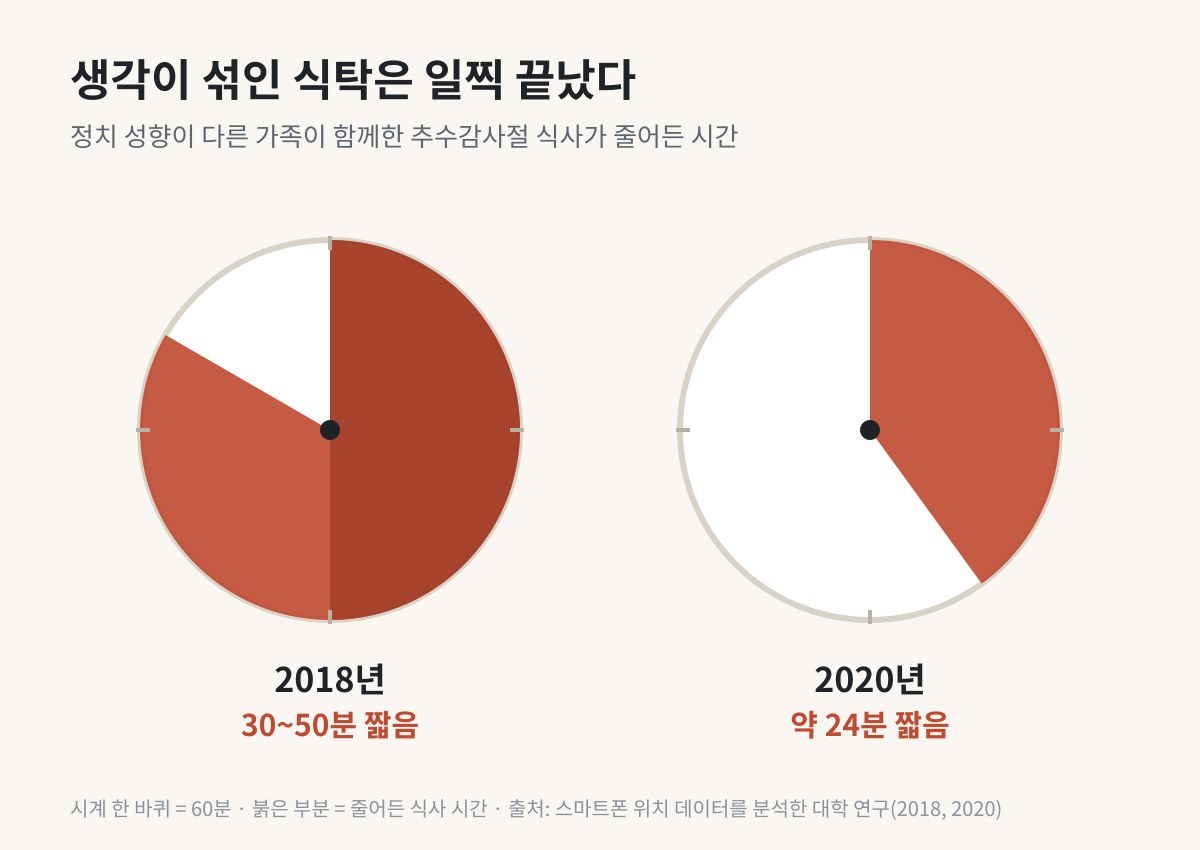 생각이 섞인 식탁은 일찍 끝났다
정치 성향이 다른 가족이 함께한 추수감사절 식사가 줄어든 시간
2018년
30~50분 짧음
2020년
약 24분 짧음
시계 한 바퀴 = 60분 · 붉은 부분 = 줄어든 식사 시간 · 출처: 스마트폰 위치 데이터를 분석한 대학 연구(2018, 2020)